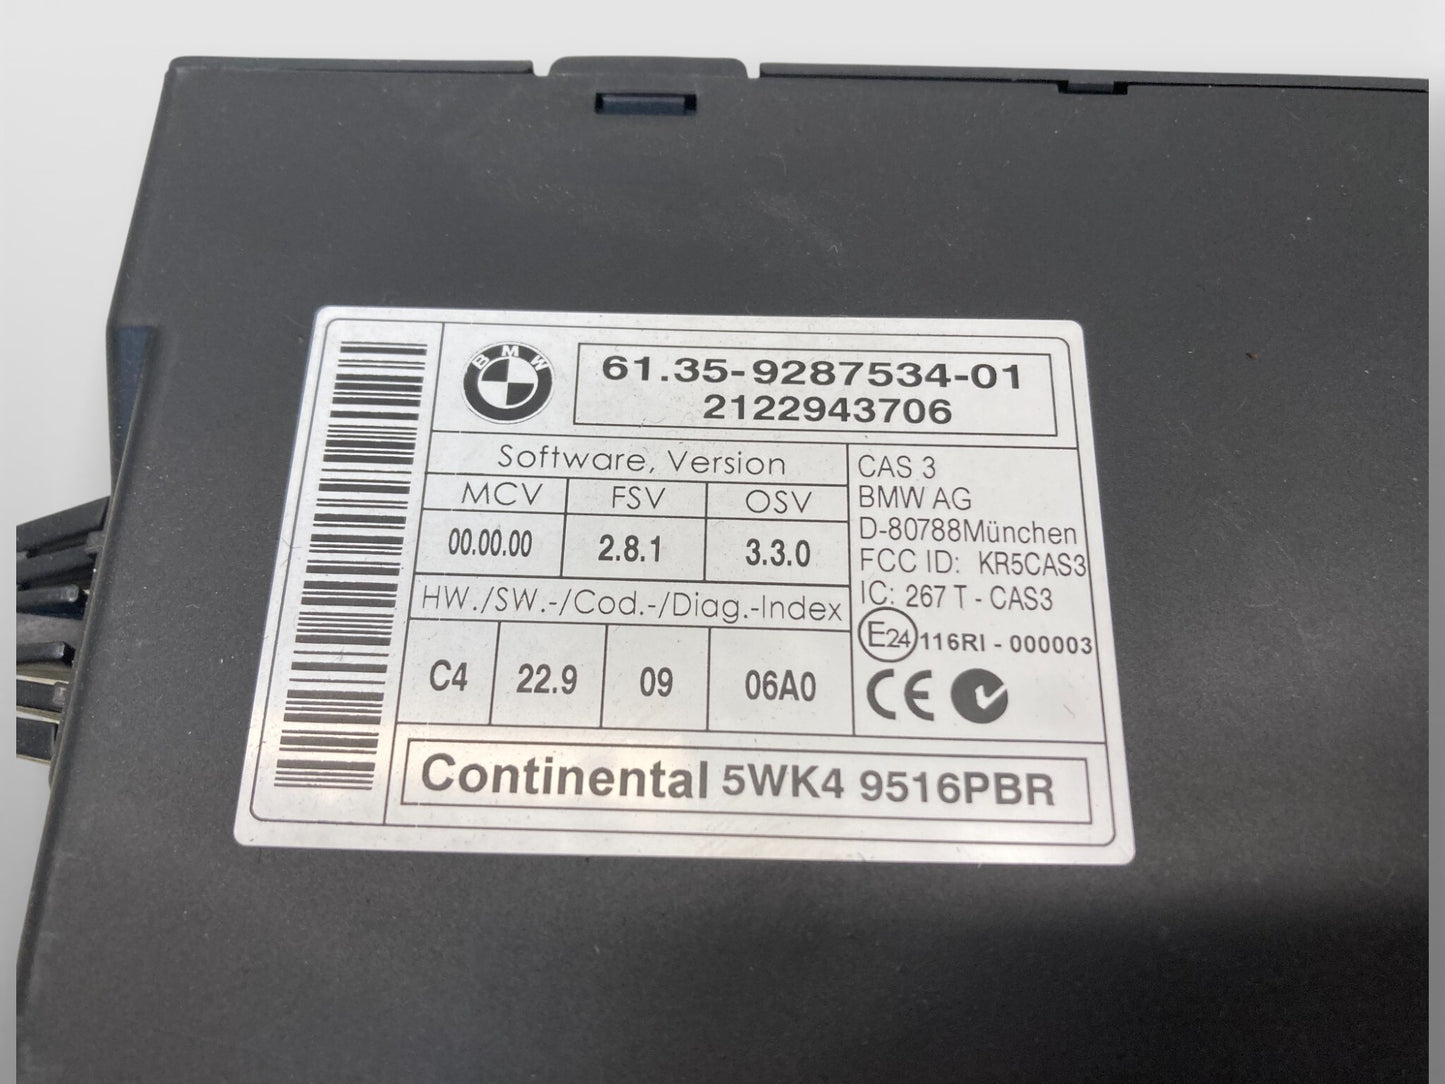 BMW
61.35-9287534-01
2122943706
Software, Version
MCV FSV OSV
00.00.00 2.8.1 3.3.0
HW./SW.-/Cod.-/Diag.-Index
C4 22.9 09 06A0
CAS 3
BMW AG
D-80788München
FCC ID: KR5CAS3
IC: 267 T - CAS3
E24 116RI - 000003
CE
Continental 5WK4 9516PBR